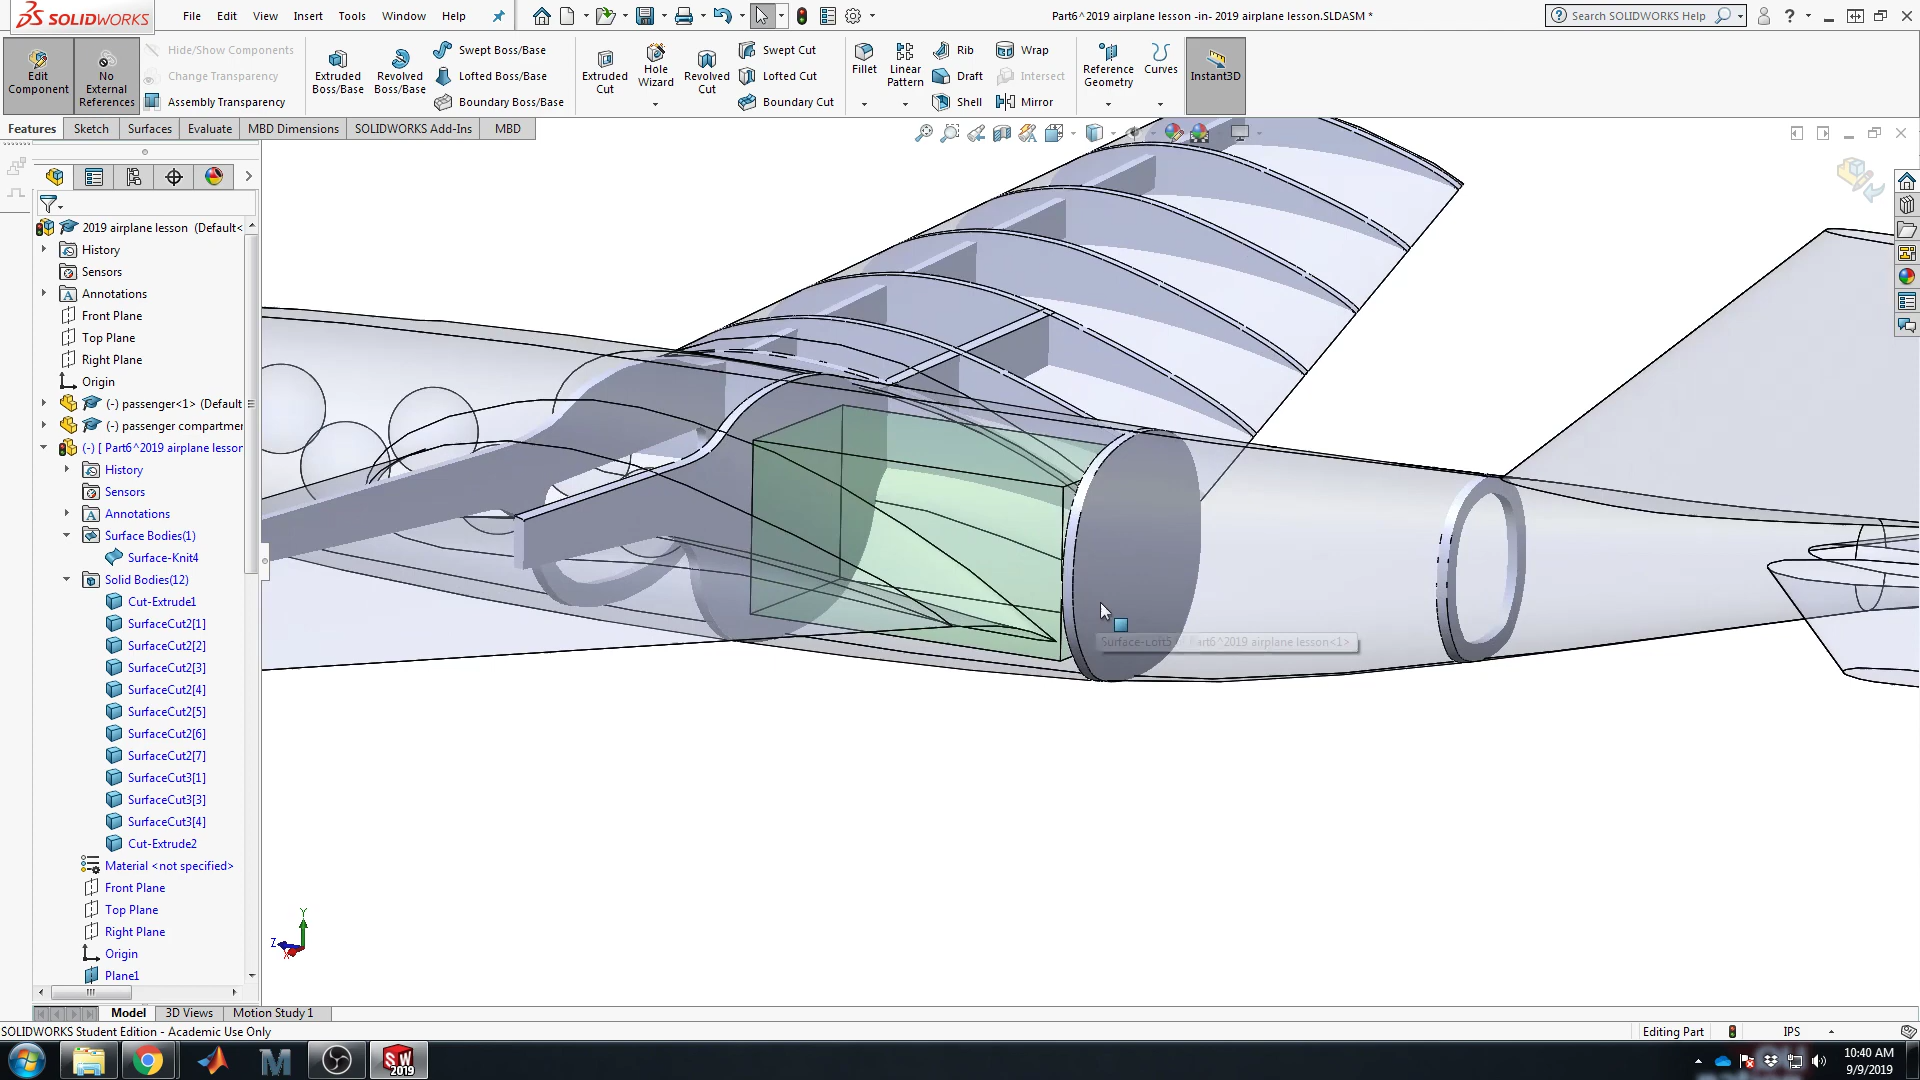 SOLIDWORKS
File
Edit
View
Insert
Tools
Window
Help
Part6^2019 airplane lesson -in- 2019 airplane lesson.SLDASM *
Search SOLIDWORKS Help
Edit
Component
No
External
References
Hide/Show Components
Change Transparency
Assembly Transparency
Extruded
Boss/Base
Revolved
Boss/Base
Swept Boss/Base
Lofted Boss/Base
Boundary Boss/Base
Extruded
Cut
Hole
Wizard
Revolved
Cut
Swept Cut
Lofted Cut
Boundary Cut
Fillet
Linear
Pattern
Rib
Draft
Shell
Wrap
Intersect
Mirror
Reference
Geometry
Curves
Instant3D
Features
Sketch
Surfaces
Evaluate
MBD Dimensions
SOLIDWORKS Add-Ins
MBD
2019 airplane lesson (Default<
History
Sensors
Annotations
Front Plane
Top Plane
Right Plane
Origin
(-) passenger<1> (Default
(-) passenger compartmer
(-) [ Part6^2019 airplane lessor
History
Sensors
Annotations
Surface Bodies(1)
Surface-Knit4
Solid Bodies(12)
Cut-Extrude1
SurfaceCut2[1]
SurfaceCut2[2]
SurfaceCut2[3]
SurfaceCut2[4]
SurfaceCut2[5]
SurfaceCut2[6]
SurfaceCut2[7]
SurfaceCut3[1]
SurfaceCut3[3]
SurfaceCut3[4]
Cut-Extrude2
Material <not specified>
Front Plane
Top Plane
Right Plane
Origin
Plane1
Surface-Loft5
Part6^2019 airplane lesson<1>
Y
Z
X
Model
3D Views
Motion Study 1
SOLIDWORKS Student Edition - Academic Use Only
Editing Part
IPS
SW
2019
10:40 AM
9/9/2019